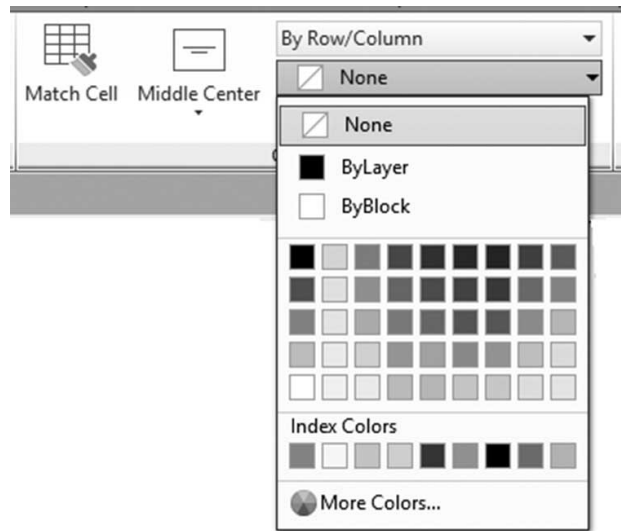 By Row/Column
None
Match Cell
Middle Center
None
ByLayer
ByBlock
Index Colors
More Colors...